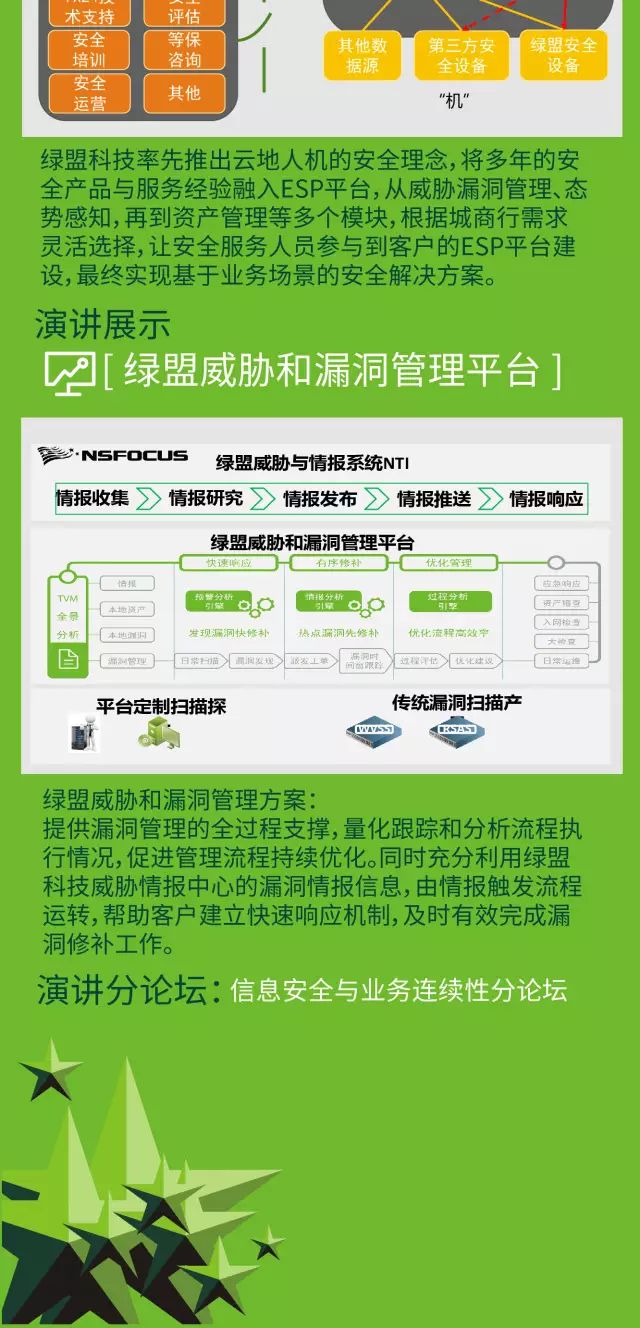 术支持
评估
安全
培训
等保
咨询
安全
运营
其他
其他数
据源
第三方安
全设备
绿盟安全
设备
“机”
绿盟科技率先推出云地人机的安全理念，将多年的安
全产品与服务经验融入ESP平台，从威胁漏洞管理、态
势感知，再到资产管理等多个模块，根据城商行需求
灵活选择，让安全服务人员参与到客户的ESP平台建
设，最终实现基于业务场景的安全解决方案。
演讲展示
[ 绿盟威胁和漏洞管理平台 ]
NSFOCUS
绿盟威胁与情报系统NTI
情报收集 情报研究 情报发布 情报推送 情报响应
绿盟威胁和漏洞管理平台
快速响应 有序修补 优化管理
TVM
全景
分析
情报
本地资产
本地漏洞
漏洞管理
预警分析
引擎
发现漏洞快修补
日常扫描 漏洞发现
情报分析
引擎
热点漏洞先修补
派发工单
漏洞时
间窗跟踪
过程分析
引擎
优化流程高效率
过程评估 优化建议
应急响应
资产稽查
入网检查
大检查
日常运维
平台定制扫描探
传统漏洞扫描产
WVSS
RSAS
绿盟威胁和漏洞管理方案：
提供漏洞管理的全过程支撑，量化跟踪和分析流程执
行情况，促进管理流程持续优化。同时充分利用绿盟
科技威胁情报中心的漏洞情报信息，由情报触发流程
运转，帮助客户建立快速响应机制，及时有效完成漏
洞修补工作。
演讲分论坛：信息安全与业务连续性分论坛